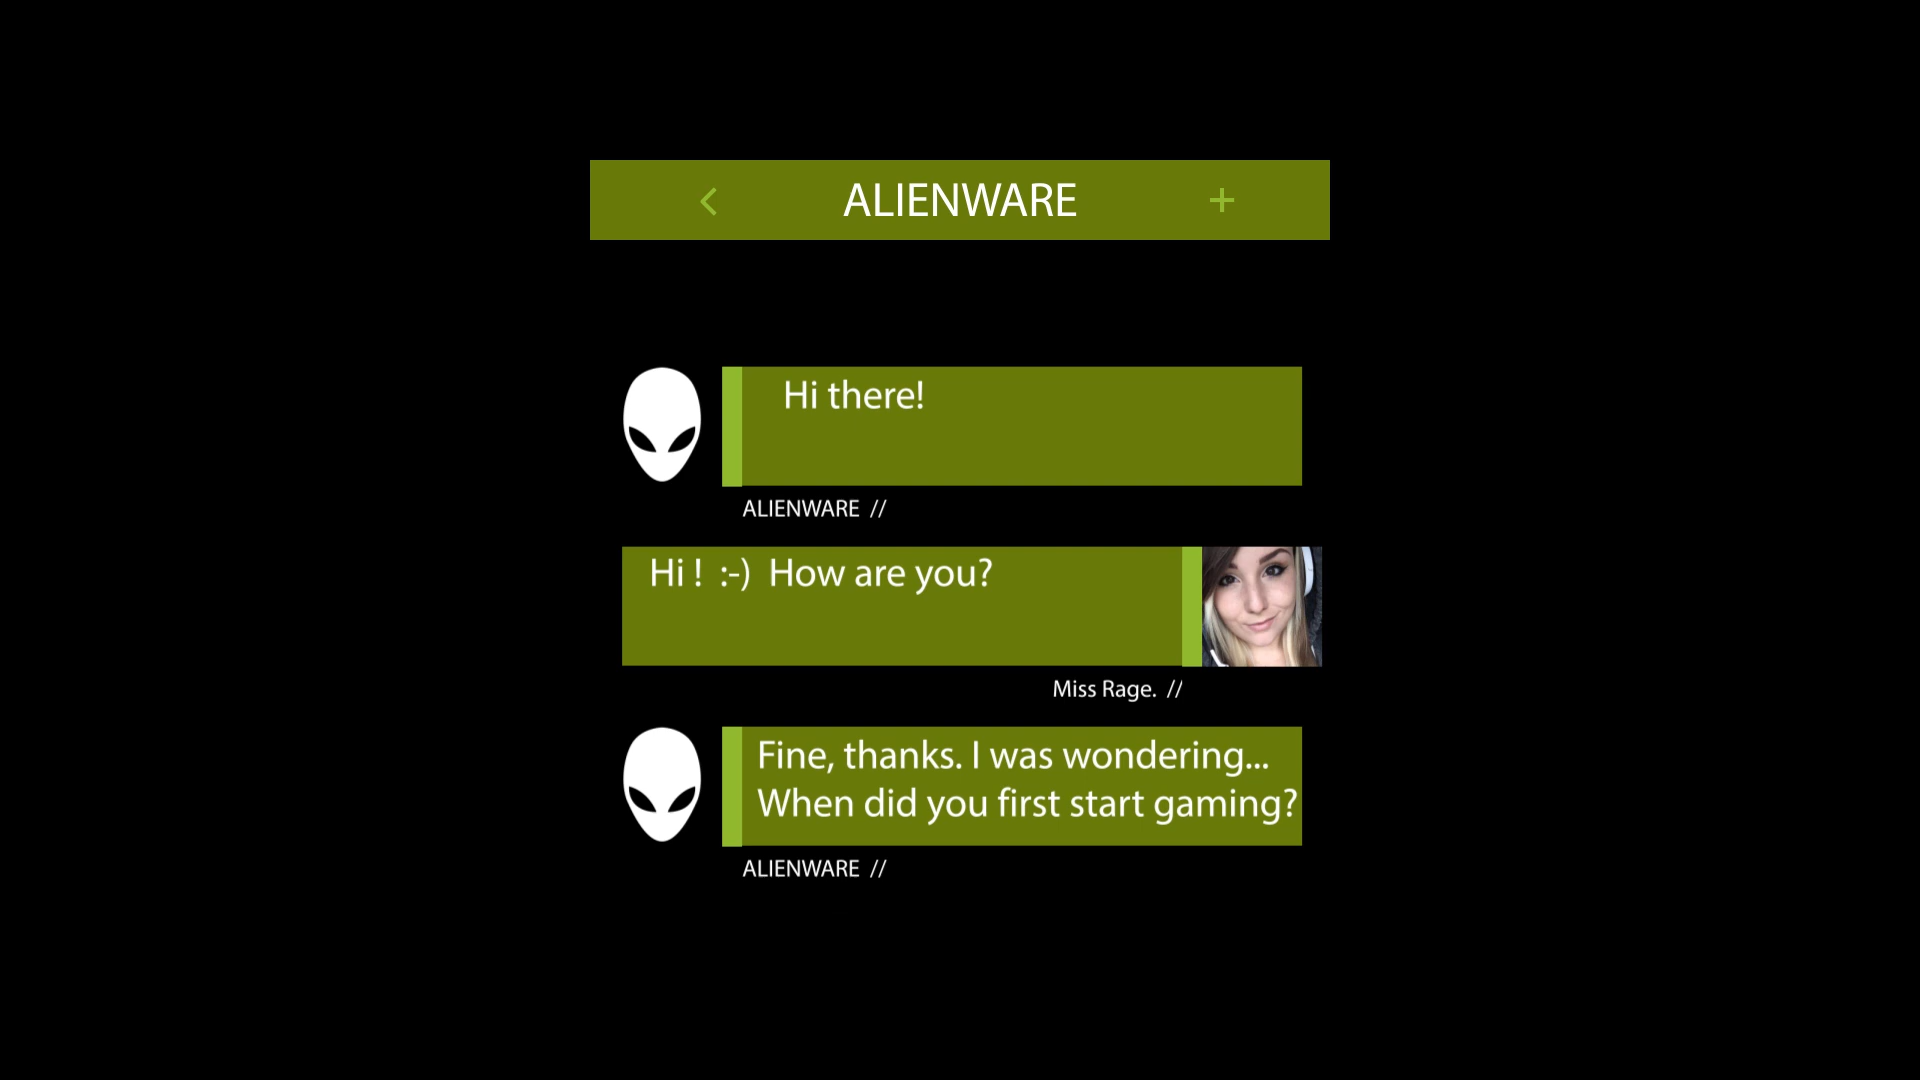 ALIENWARE
Hi there!
ALIENWARE //
Hi ! :-) How are you?
Miss Rage. //
Fine, thanks. I was wondering...
When did you first start gaming?
ALIENWARE //